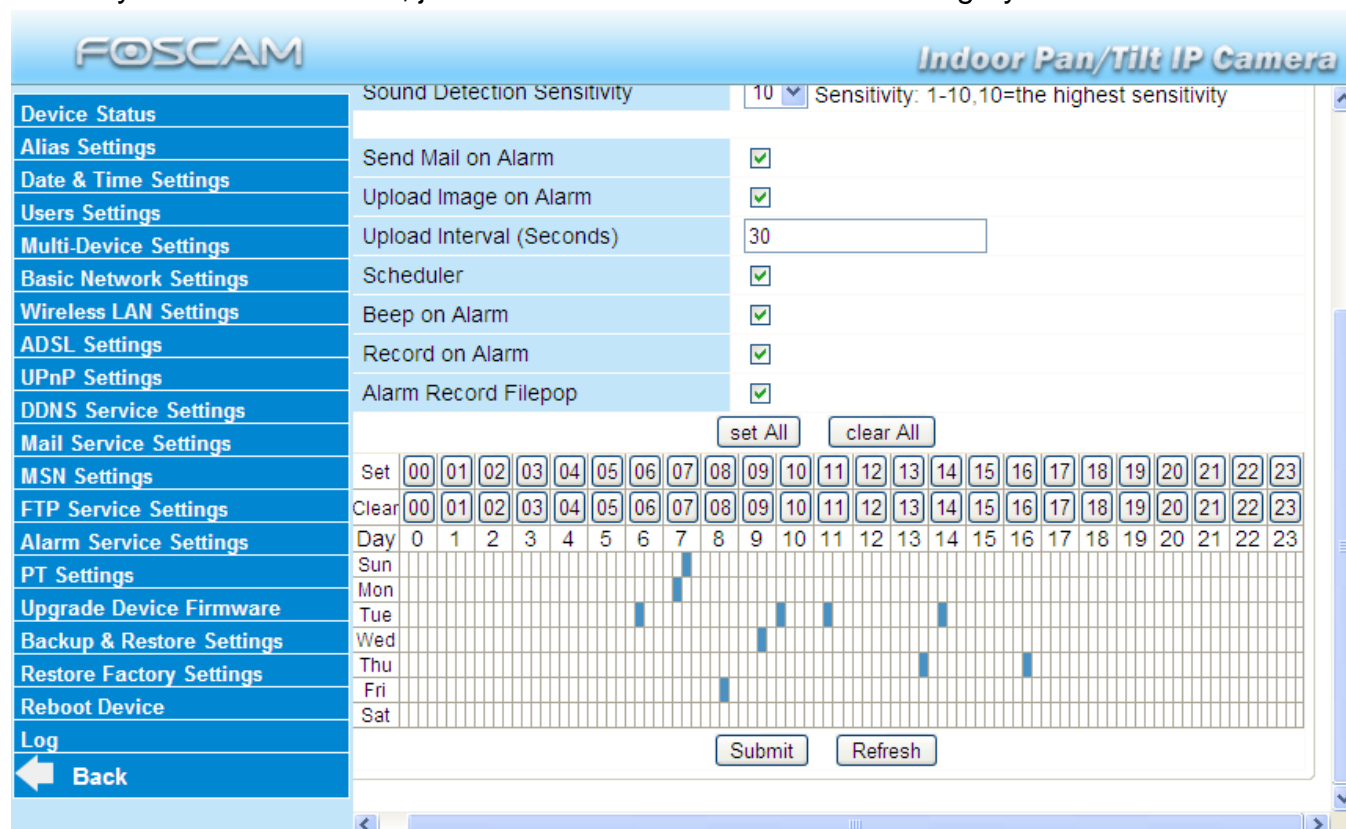 FOSCAM
Indoor Pan/Tilt IP Camera
Device Status
Alias Settings
Date & Time Settings
Users Settings
Multi-Device Settings
Basic Network Settings
Wireless LAN Settings
ADSL Settings
UPnP Settings
DDNS Service Settings
Mail Service Settings
MSN Settings
FTP Service Settings
Alarm Service Settings
PT Settings
Upgrade Device Firmware
Backup & Restore Settings
Restore Factory Settings
Reboot Device
Log
Back
Sound Detection Sensitivity 10 Sensitivity: 1-10,10=the highest sensitivity
Send Mail on Alarm
Upload Image on Alarm
Upload Interval (Seconds) 30
Scheduler
Beep on Alarm
Record on Alarm
Alarm Record Filepop
set All clear All
Set 00 01 02 03 04 05 06 07 08 09 10 11 12 13 14 15 16 17 18 19 20 21 22 23
Clear 00 01 02 03 04 05 06 07 08 09 10 11 12 13 14 15 16 17 18 19 20 21 22 23
Day 0 1 2 3 4 5 6 7 8 9 10 11 12 13 14 15 16 17 18 19 20 21 22 23
Sun
Mon
Tue
Wed
Thu
Fri
Sat
Submit Refresh